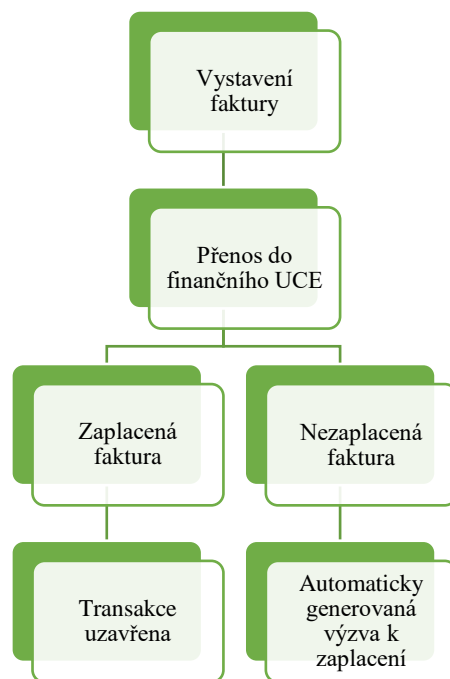 Vystavení
faktury
Přenos do
finančního UCE
Zaplacená
faktura
Nezaplacená
faktura
Transakce
uzavřena
Automaticky
generovaná
výzva k
zaplacení